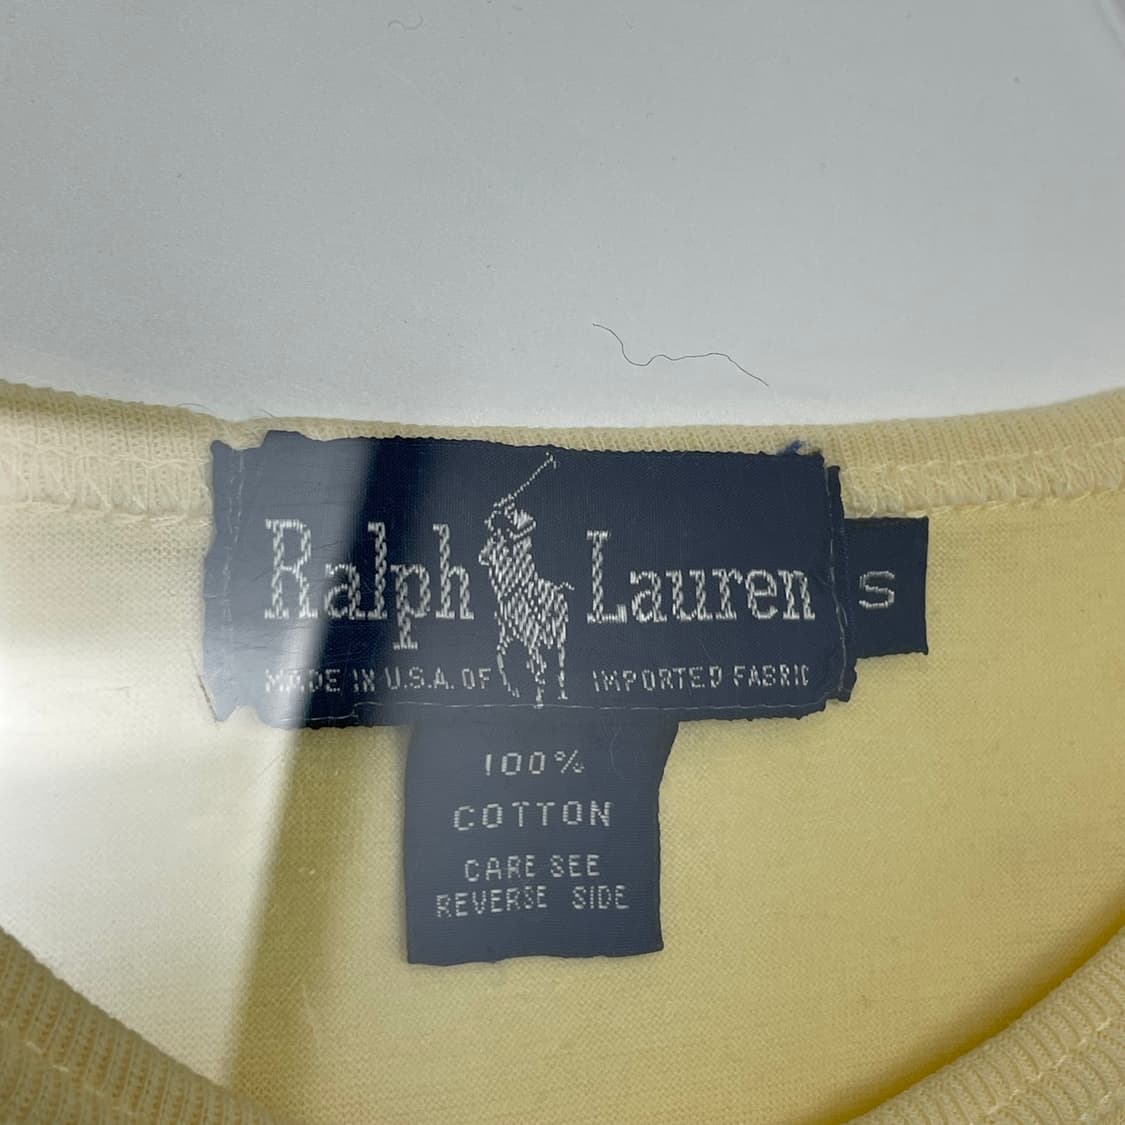 Ralph Lauren
MADE IN U.S.A. OF IMPORTED FABRIC
S
100%
COTTON
CARE SEE
REVERSE SIDE